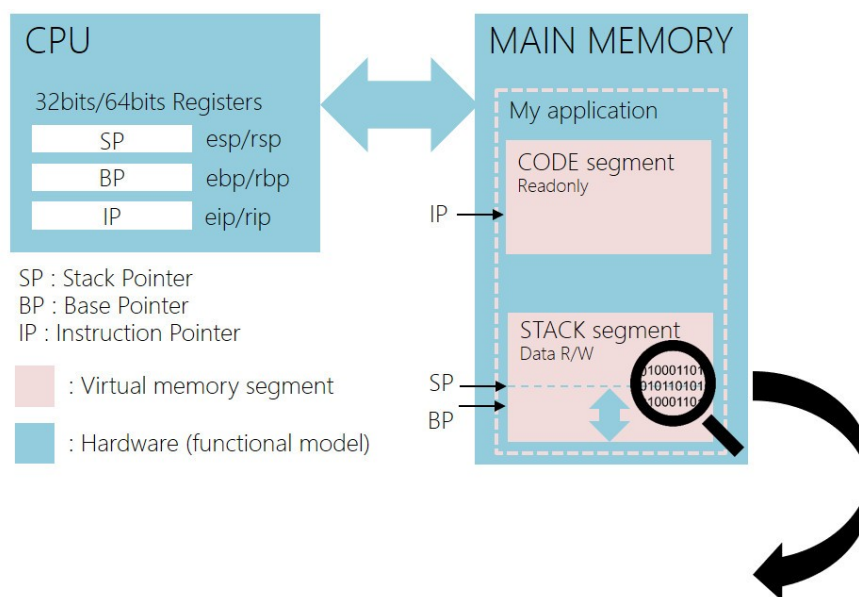 CPU
32bits/64bits Registers
SP esp/rsp
BP ebp/rbp
IP eip/rip
SP : Stack Pointer
BP : Base Pointer
IP : Instruction Pointer
: Virtual memory segment
: Hardware (functional model)
MAIN MEMORY
My application
CODE segment
Readonly
IP
STACK segment
Data R/W
SP
BP